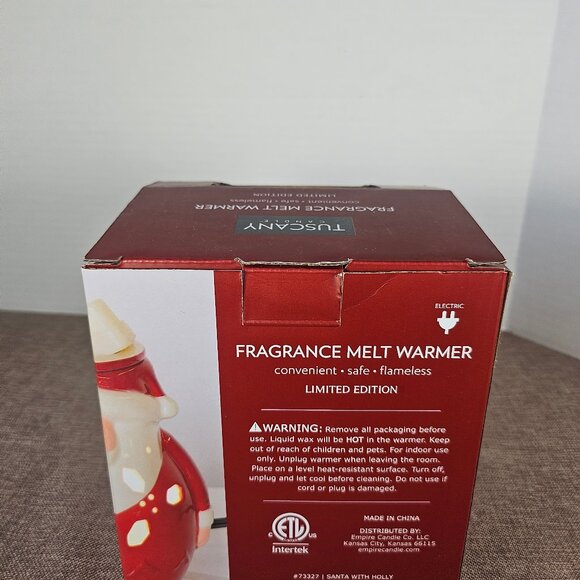 LIMITED EDITION
convenient • safe • flameless
FRAGRANCE MELT WARMER
TUSCANY
CANDLE
ELECTRIC
FRAGRANCE MELT WARMER
convenient • safe • flameless
LIMITED EDITION
WARNING: Remove all packaging before
use. Liquid wax will be HOT in the warmer. Keep
out of reach of children and pets. For indoor use
only. Unplug warmer when leaving the room.
Place on a level heat-resistant surface. Turn off,
unplug and let cool before cleaning. Do not use if
cord or plug is damaged.
C ETL US
Intertek
MADE IN CHINA
DISTRIBUTED BY:
Empire Candle Co. LLC
Kansas City, Kansas 66115
empirecandle.com
#73327 | SANTA WITH HOLLY